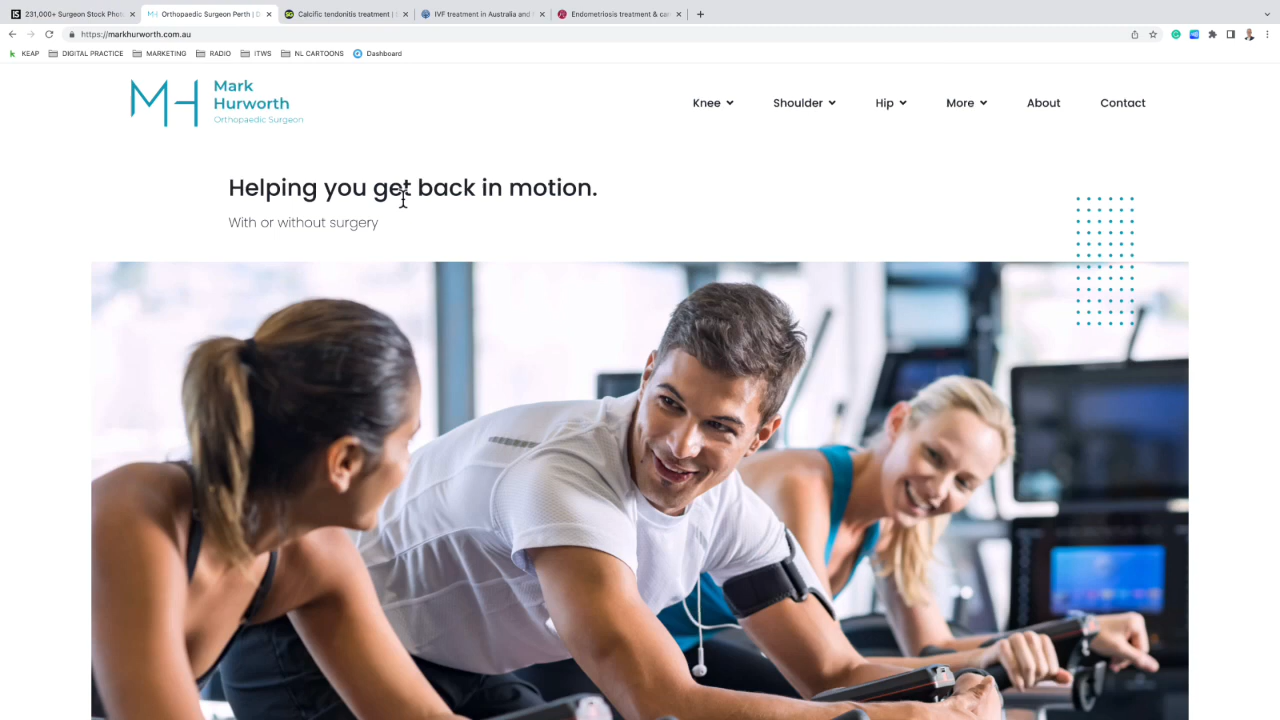 231,000+ Surgeon Stock Phot
Orthopaedic Surgeon Perth | D
Calcific tendonitis treatment |
IVF treatment in Australia and
Endometriosis treatment & can
https://markhurworth.com.au
KEAP
DIGITAL PRACTICE
MARKETING
RADIO
ITWS
NL CARTOONS
Dashboard
MH
Mark
Hurworth
Orthopaedic Surgeon
Knee
Shoulder
Hip
More
About
Contact
Helping you get back in motion.
With or without surgery